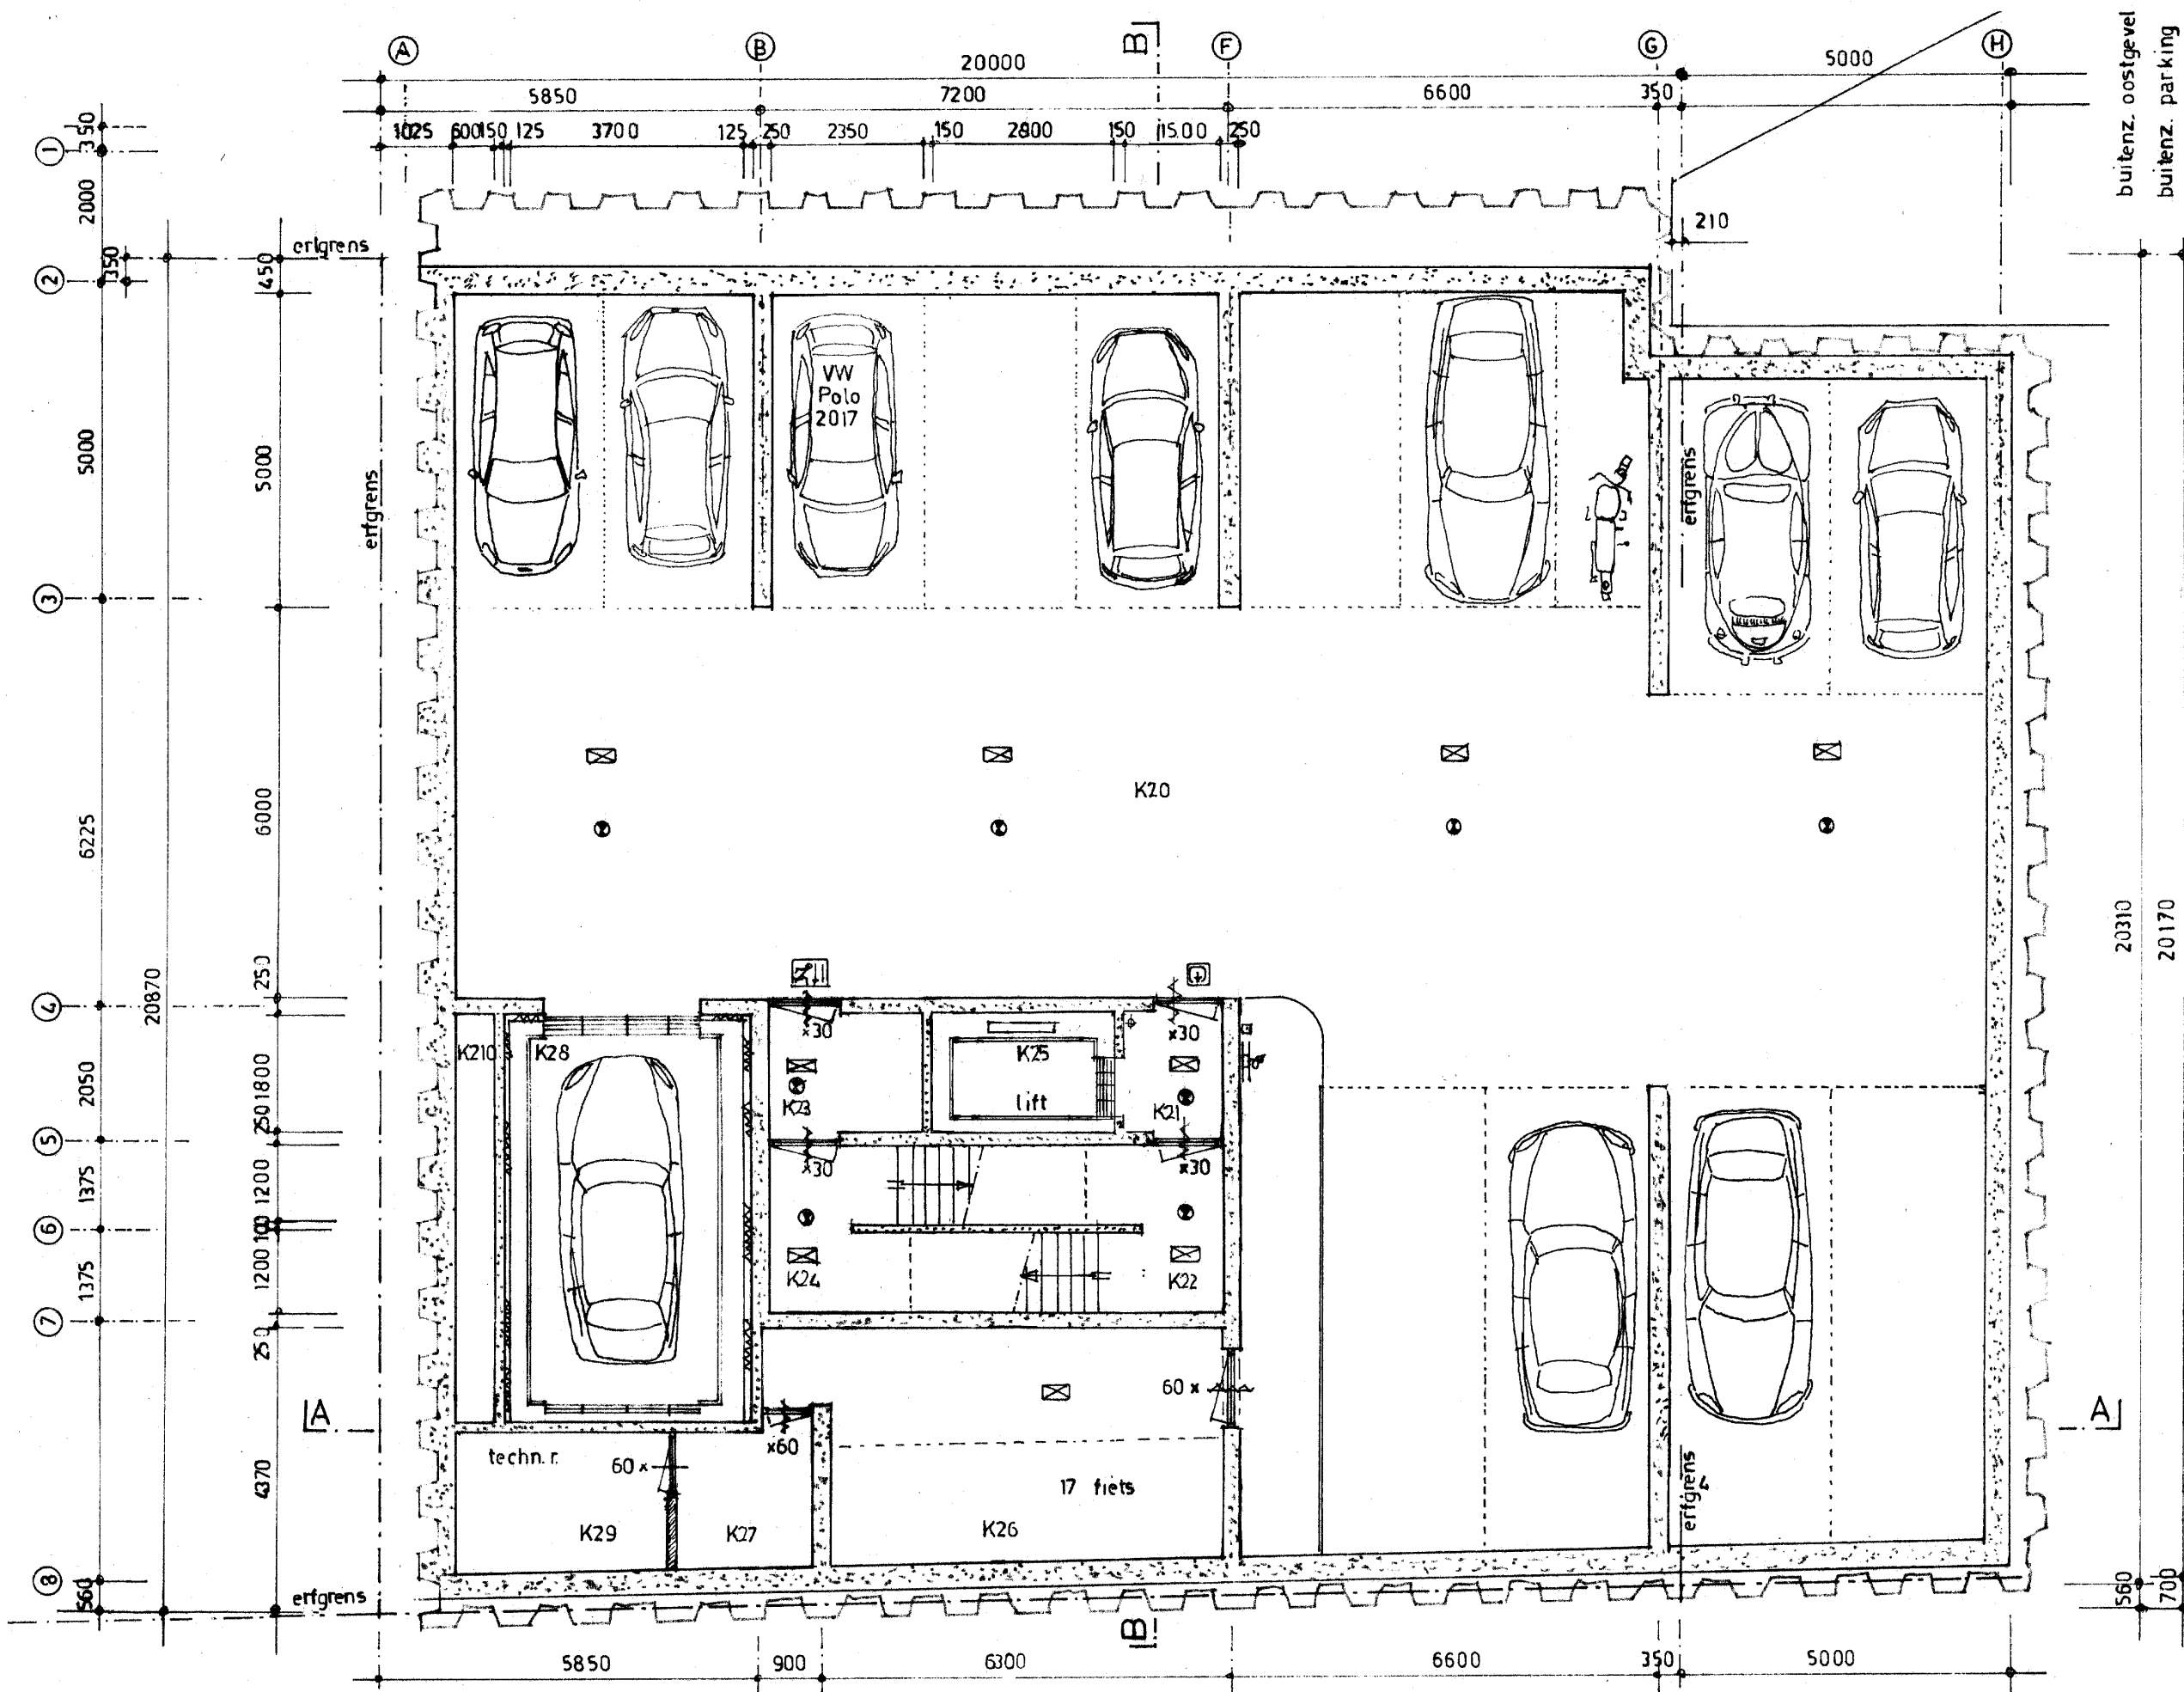 A B B F G H
20000 5000
5850 7200 6600 350
1025 600 150 125 3700 125 250 2350 150 2800 150 1500 250
buitenz. oostgevel
buitenz. parking
1
350
2000
210
erfgrens
350
450
2
erfgrens
VW
Polo
2017
5000
5000
erfgrens
3
K20
6000
6225
20310
20170
250
20870
4
x30
x30
K210
K28
K25
lift
K23
K21
2050
1800
250
5
x30
x30
1375
1200
6
100
K24
K22
1375
1200
7
250
A
60 x
A
x60
techn. r.
60 x
4370
17 fiets
erfgrens
K29
K27
K26
8
560
erfgrens
560
700
B
5850 900 6300 6600 350 5000